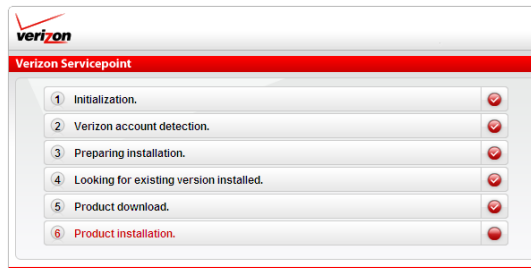 verizon
Verizon Servicepoint
1 Initialization.
2 Verizon account detection.
3 Preparing installation.
4 Looking for existing version installed.
5 Product download.
6 Product installation.